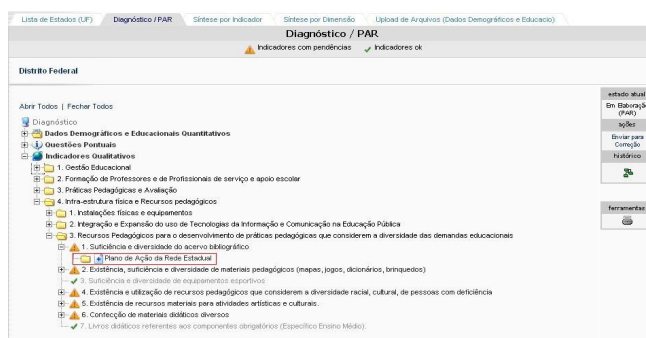 Lista de Estados (UF) Diagnóstico / PAR Síntese por Indicador Síntese por Dimensão Upload de Arquivos (Dados Demográficos e Educacio)
Diagnóstico / PAR
Indicadores com pendências Indicadores ok
Distrito Federal
estado atual
Em Elaboração (PAR)
ações
Enviar para Correção
histórico
ferramentas
Abrir Todos | Fechar Todos
Diagnóstico
Dados Demográficos e Educacionais Quantitativos
Questões Pontuais
Indicadores Qualitativos
1. Gestão Educacional
2. Formação de Professores e de Profissionais de serviço e apoio escolar
3. Práticas Pedagógicas e Avaliação
4. Infra-estrutura física e Recursos pedagógicos
1. Instalações físicas e equipamentos
2. Integração e Expansão do uso de Tecnologias da Informação e Comunicação na Educação Pública
3. Recursos Pedagógicos para o desenvolvimento de práticas pedagógicas que considerem a diversidade das demandas educacionais
1. Suficiência e diversidade do acervo bibliográfico
Plano de Ação da Rede Estadual
2. Existência, suficiência e diversidade de materiais pedagógicos (mapas, jogos, dicionários, brinquedos)
3. Suficiência e diversidade de equipamentos esportivos
4. Existência e utilização de recursos pedagógicos que considerem a diversidade racial, cultural, de pessoas com deficiência
5. Existência de recursos materiais para atividades artísticas e culturais.
6. Confecção de materiais didáticos diversos
7. Livros didáticos referentes aos componentes obrigatórios (Específico Ensino Médio).